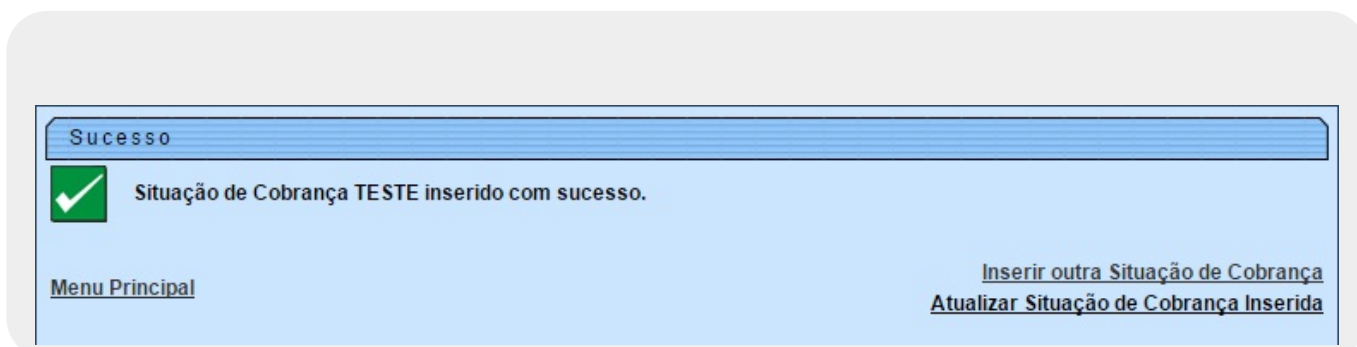 Sucesso
Situação de Cobrança TESTE inserido com sucesso.
Menu Principal
Inserir outra Situação de Cobrança
Atualizar Situação de Cobrança Inserida